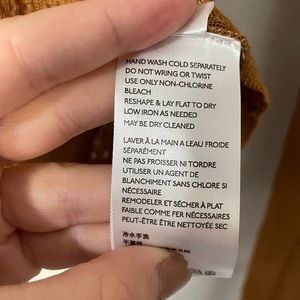 HAND WASH COLD SEPARATELY
DO NOT WRING OR TWIST
USE ONLY NON-CHLORINE
BLEACH
RESHAPE & LAY FLAT TO DRY
LOW IRON AS NEEDED
MAY BE DRY CLEANED
LAVER À LA MAIN A L'EAU FROIDE
SÉPARÉMENT
NE PAS FROISSER NI TORDRE
UTILISER UN AGENT DE
BLANCHIMENT SANS CHLORE SI
NÉCESSAIRE
REMODELER ET SÉCHER À PLAT
FAIBLE COMME FER NÉCESSAIRES
PEUT-ÊTRE ÊTRE NETTOYÉE SEC
冷水手洗